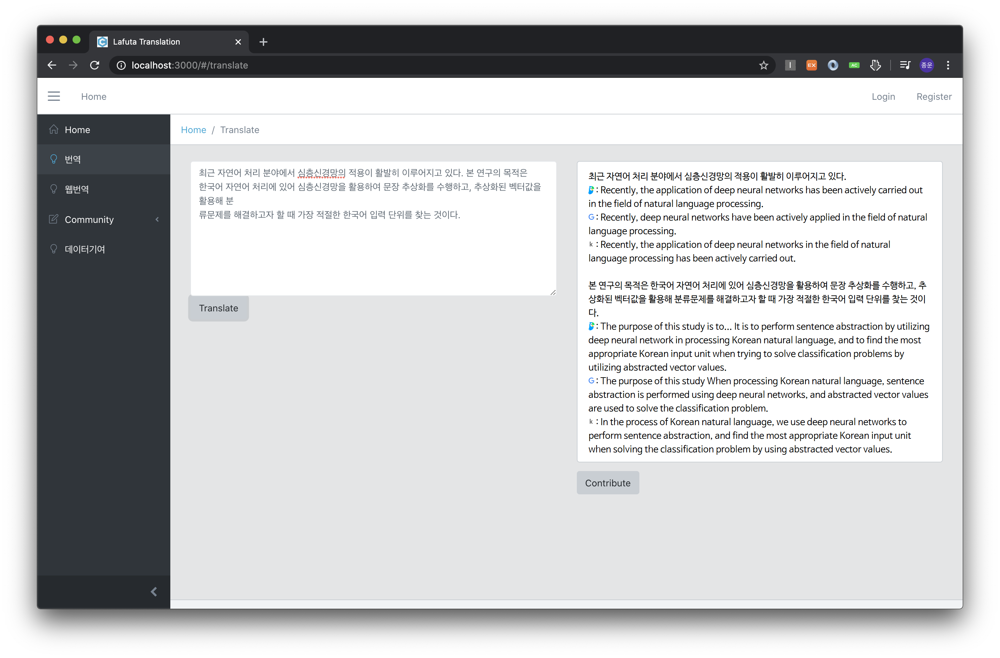 Lafuta Translation
localhost:3000/#/translate
EX
AC
종운
Home
Login
Register
Home
번역
웹번역
Community
데이터기여
Home / Translate
최근 자연어 처리 분야에서 심층신경망의 적용이 활발히 이루어지고 있다. 본 연구의 목적은
한국어 자연어 처리에 있어 심층신경망을 활용하여 문장 추상화를 수행하고, 추상화된 벡터값을
활용해 분
류문제를 해결하고자 할 때 가장 적절한 한국어 입력 단위를 찾는 것이다.
Translate
최근 자연어 처리 분야에서 심층신경망의 적용이 활발히 이루어지고 있다.
: Recently, the application of deep neural networks has been actively carried out
in the field of natural language processing.
G : Recently, deep neural networks have been actively applied in the field of natural
language processing.
k : Recently, the application of deep neural networks in the field of natural
language processing has been actively carried out.
본 연구의 목적은 한국어 자연어 처리에 있어 심층신경망을 활용하여 문장 추상화를 수행하고, 추
상화된 벡터값을 활용해 분류문제를 해결하고자 할 때 가장 적절한 한국어 입력 단위를 찾는 것이
다.
: The purpose of this study is to... It is to perform sentence abstraction by utilizing
deep neural network in processing Korean natural language, and to find the most
appropriate Korean input unit when trying to solve classification problems by
utilizing abstracted vector values.
G : The purpose of this study When processing Korean natural language, sentence
abstraction is performed using deep neural networks, and abstracted vector values
are used to solve the classification problem.
k : In the process of Korean natural language, we use deep neural networks to
perform sentence abstraction, and find the most appropriate Korean input unit
when solving the classification problem by using abstracted vector values.
Contribute